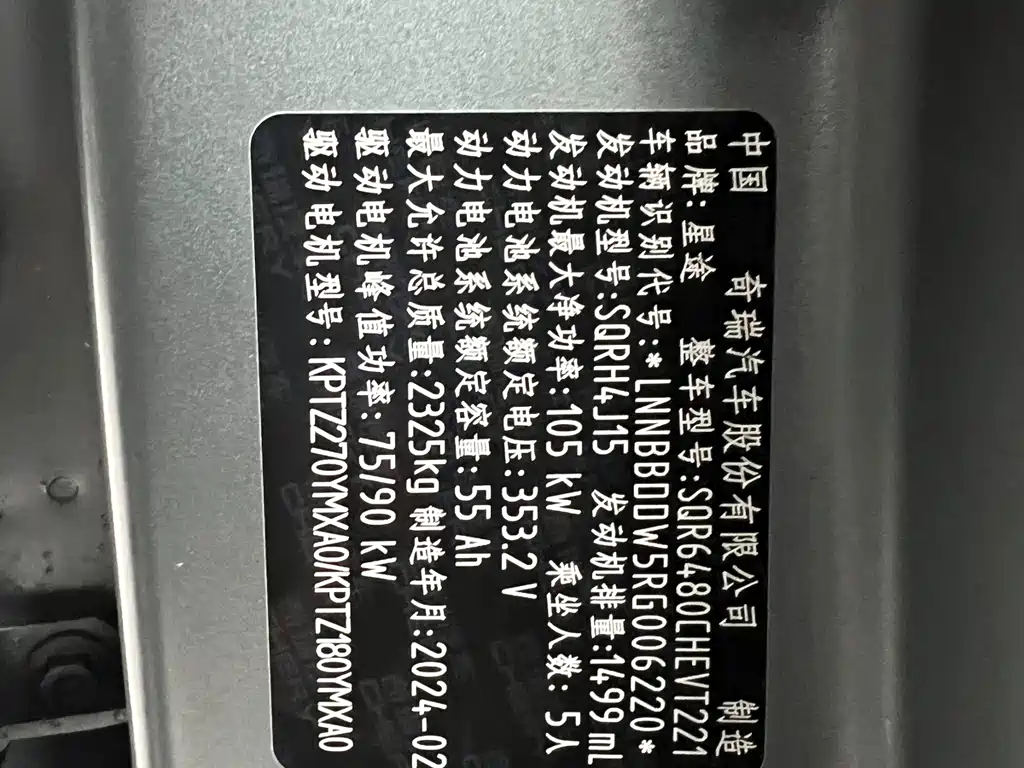 中国 奇瑞汽车股份有限公司 制造
品牌: 星途 整车型号:SQR6480CHEVT221
车辆识别代号:*LNNBBDDW5RG006220*
发动机型号:SQRH4J15 发动机排量:1499 mL
发动机最大净功率:105 kW 乘坐人数: 5人
动力电池系统额定电压:353.2 V
动力电池系统额定容量:55 Ah
最大允许总质量:2325kg 制造年月:2024-02
驱动电机峰值功率: 75/90 kW
驱动电机型号: KPTZ270YMXA0/KPTZ180YMXA0